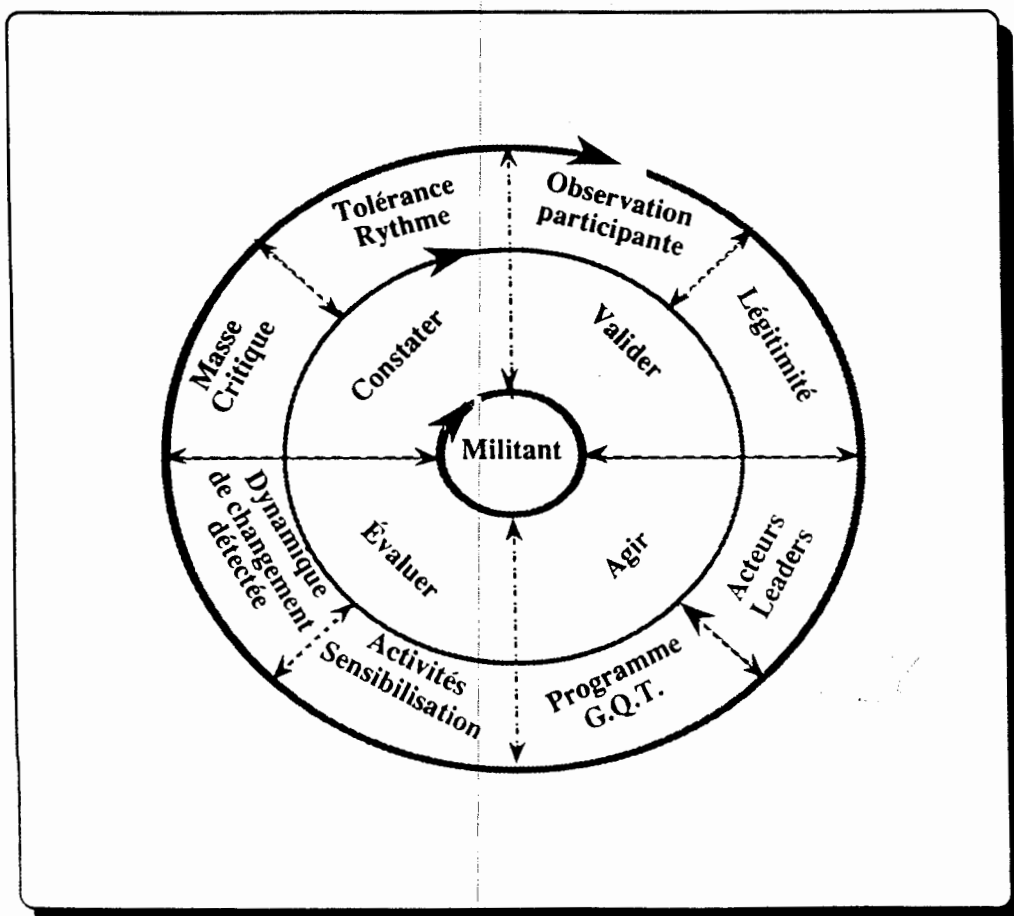 Tolérance
Rythme
Observation
participante
Légitimité
Acteurs
Leaders
Programme
G.Q.T.
Activités
Sensibilisation
Dynamique
de changement
détectée
Masse
Critique
Constater
Valider
Agir
Évaluer
Militant